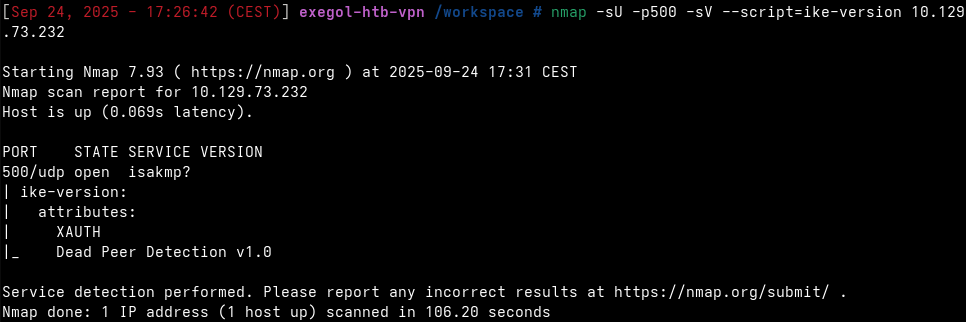 [Sep 24, 2025 - 17:26:42 (CEST)] exegol-htb-vpn /workspace # nmap -sU -p500 -sV --script=ike-version 10.129
.73.232

Starting Nmap 7.93 ( https://nmap.org ) at 2025-09-24 17:31 CEST
Nmap scan report for 10.129.73.232
Host is up (0.069s latency).

PORT    STATE SERVICE VERSION
500/udp open  isakmp?
| ike-version:
|   attributes:
|     XAUTH
|_    Dead Peer Detection v1.0

Service detection performed. Please report any incorrect results at https://nmap.org/submit/ .
Nmap done: 1 IP address (1 host up) scanned in 106.20 seconds